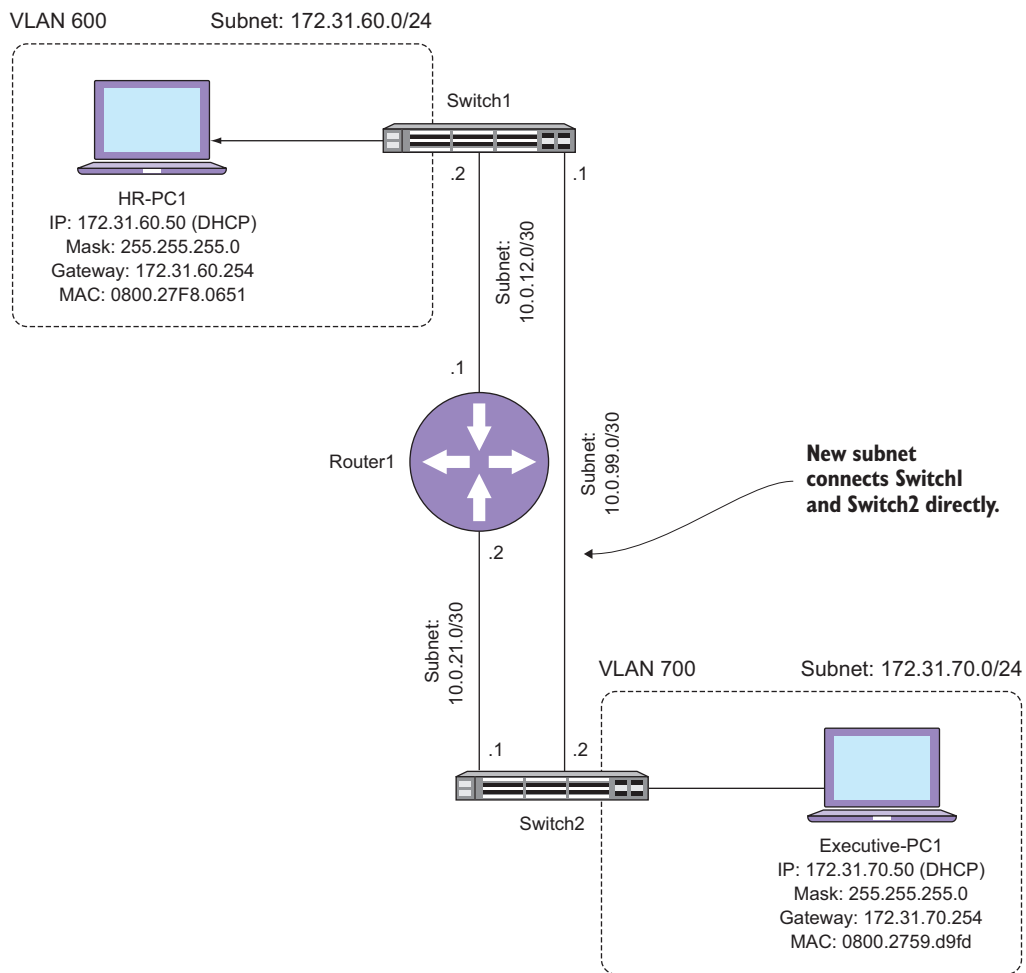 VLAN 600
Subnet: 172.31.60.0/24
Switch1
HR-PC1
IP: 172.31.60.50 (DHCP)
Mask: 255.255.255.0
Gateway: 172.31.60.254
MAC: 0800.27F8.0651
.2
.1
Subnet:
10.0.12.0/30
.1
Router1
Subnet:
10.0.99.0/30
New subnet
connects Switch1
and Switch2 directly.
.2
Subnet:
10.0.21.0/30
VLAN 700
Subnet: 172.31.70.0/24
.1
.2
Switch2
Executive-PC1
IP: 172.31.70.50 (DHCP)
Mask: 255.255.255.0
Gateway: 172.31.70.254
MAC: 0800.2759.d9fd